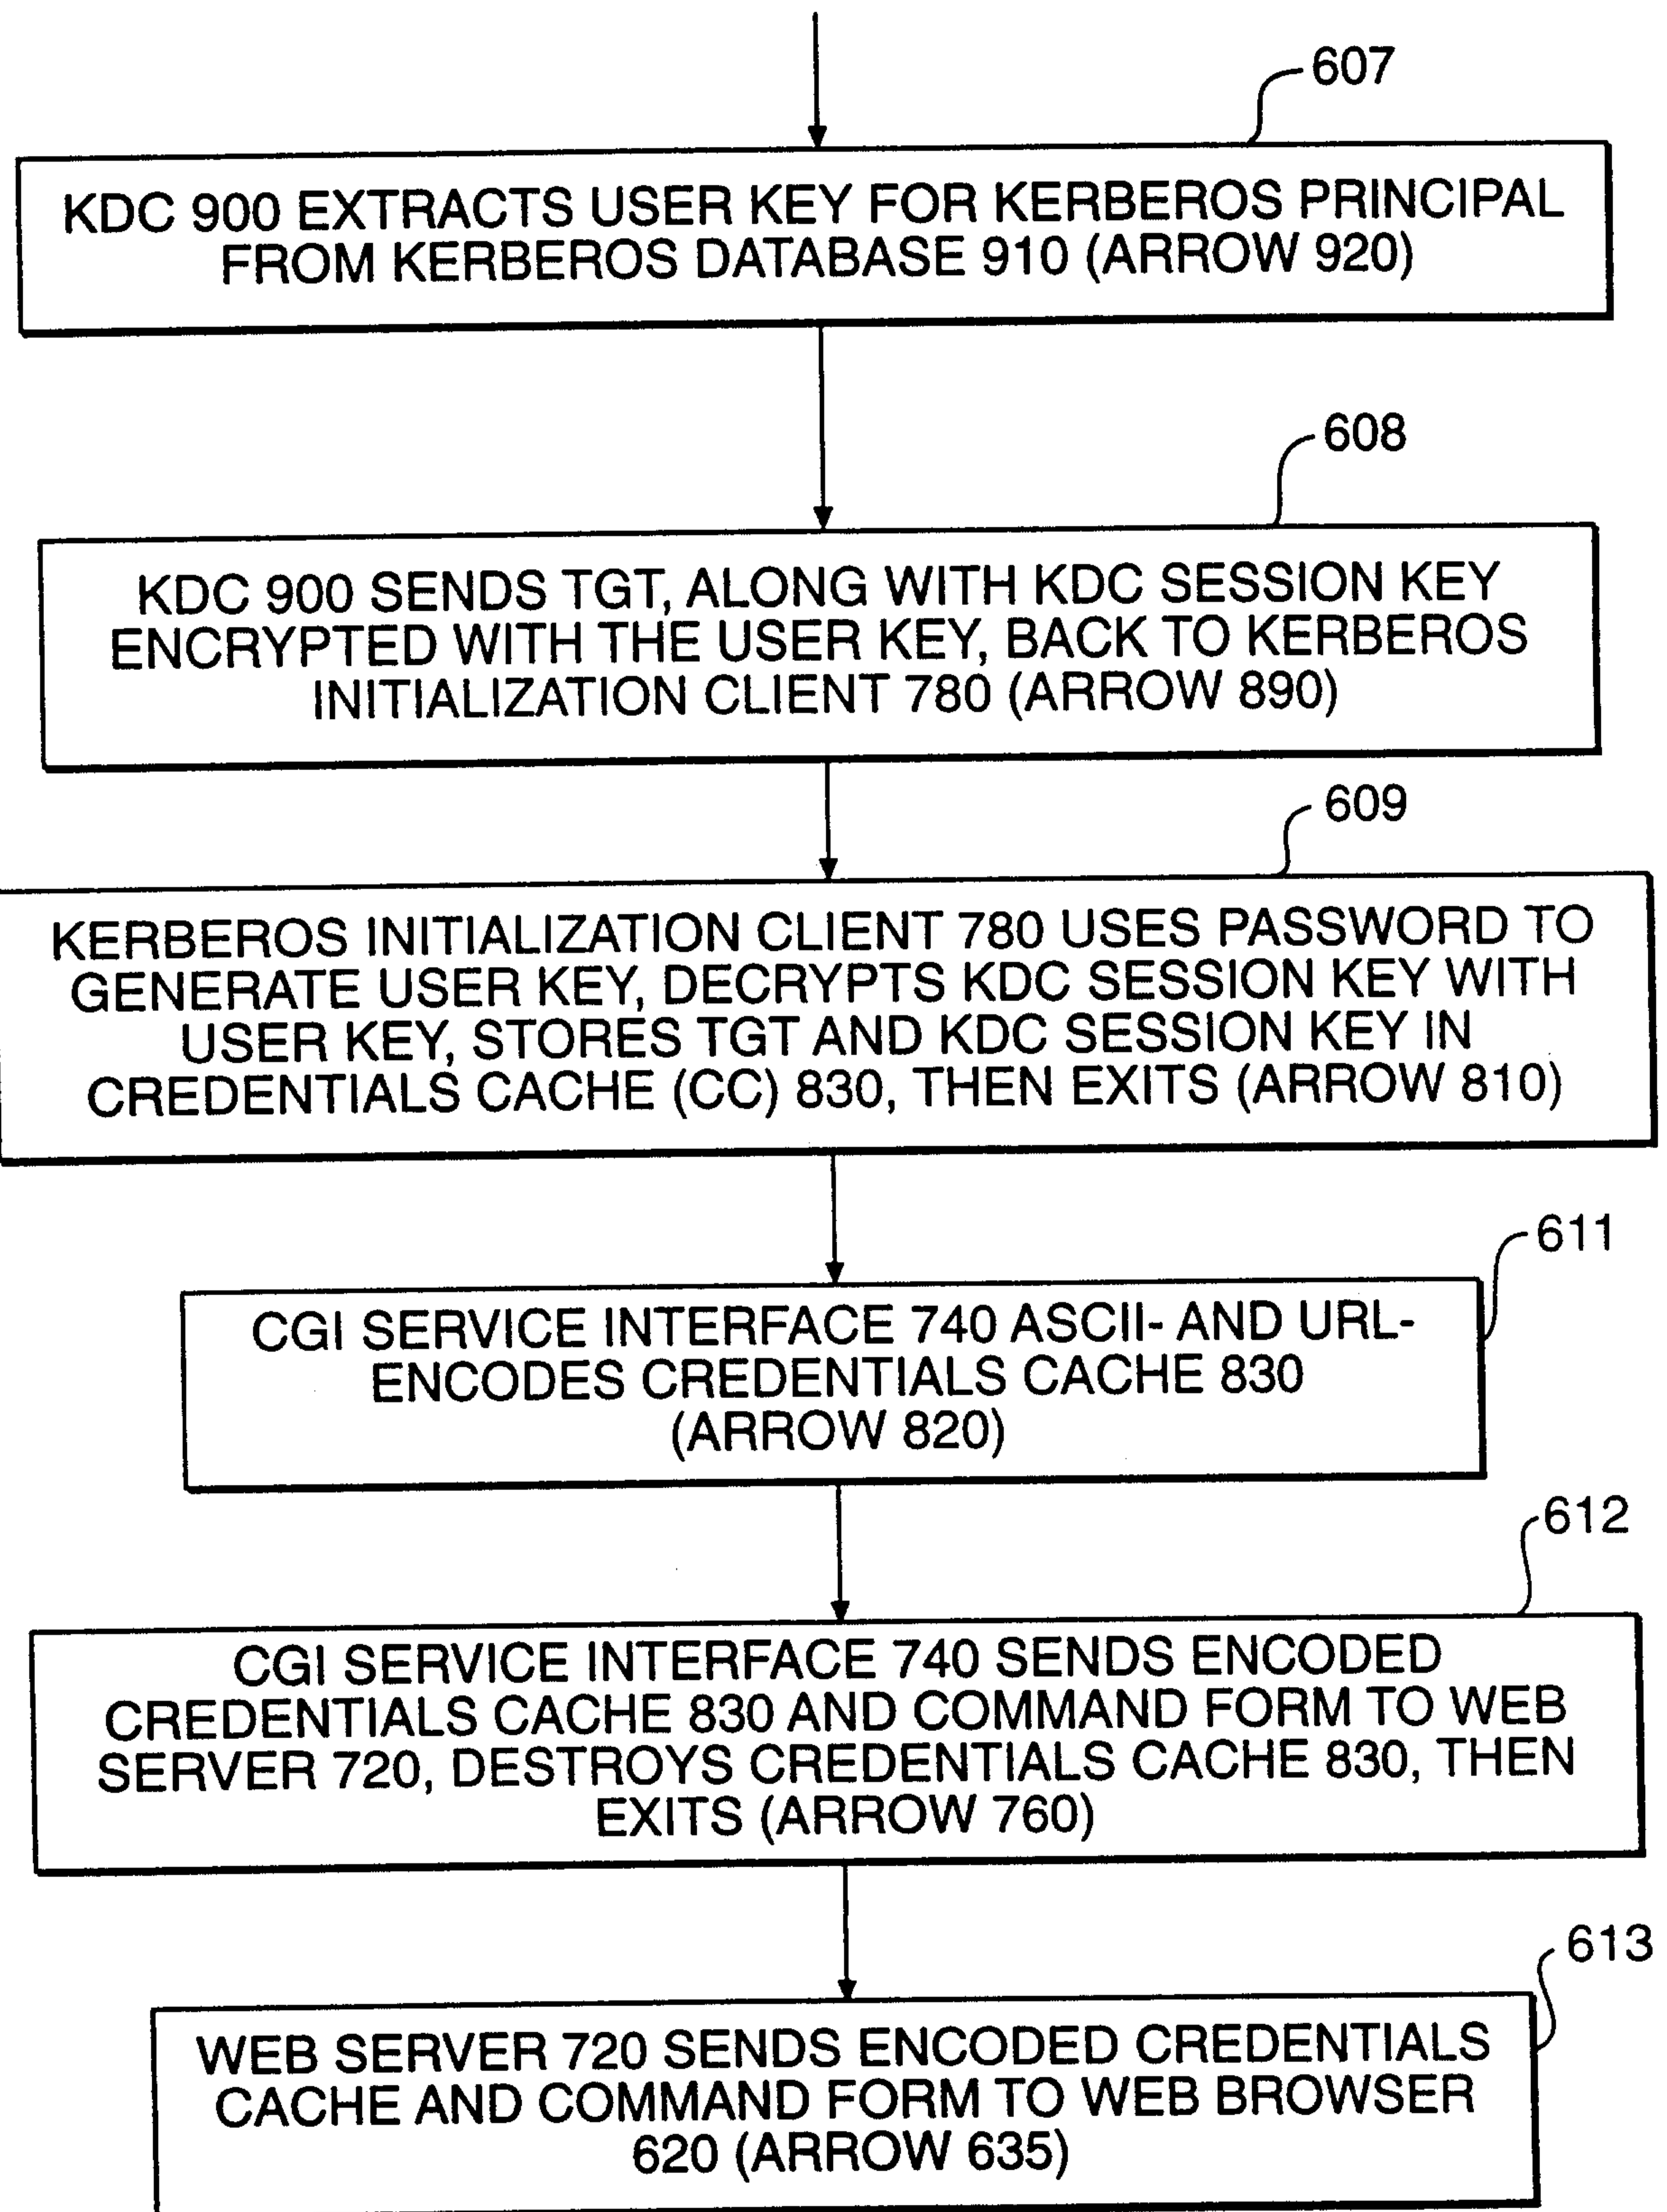 607
KDC 900 EXTRACTS USER KEY FOR KERBEROS PRINCIPAL
FROM KERBEROS DATABASE 910 (ARROW 920)
608
KDC 900 SENDS TGT, ALONG WITH KDC SESSION KEY
ENCRYPTED WITH THE USER KEY, BACK TO KERBEROS
INITIALIZATION CLIENT 780 (ARROW 890)
609
KERBEROS INITIALIZATION CLIENT 780 USES PASSWORD TO
GENERATE USER KEY, DECRYPTS KDC SESSION KEY WITH
USER KEY, STORES TGT AND KDC SESSION KEY IN
CREDENTIALS CACHE (CC) 830, THEN EXITS (ARROW 810)
611
CGI SERVICE INTERFACE 740 ASCII- AND URL-
ENCODES CREDENTIALS CACHE 830
(ARROW 820)
612
CGI SERVICE INTERFACE 740 SENDS ENCODED
CREDENTIALS CACHE 830 AND COMMAND FORM TO WEB
SERVER 720, DESTROYS CREDENTIALS CACHE 830, THEN
EXITS (ARROW 760)
613
WEB SERVER 720 SENDS ENCODED CREDENTIALS
CACHE AND COMMAND FORM TO WEB BROWSER
620 (ARROW 635)